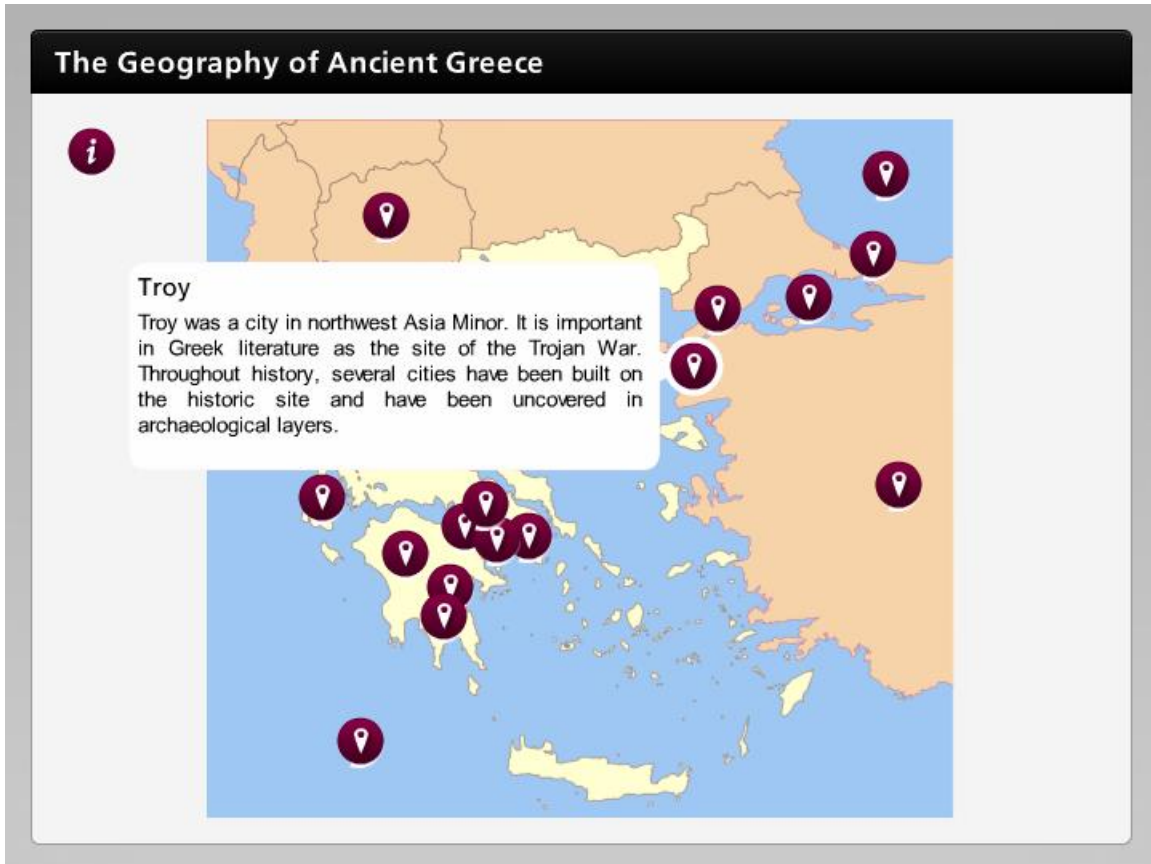 The Geography of Ancient Greece
i
Troy
Troy was a city in northwest Asia Minor. It is important
in Greek literature as the site of the Trojan War.
Throughout history, several cities have been built on
the historic site and have been uncovered in
archaeological layers.